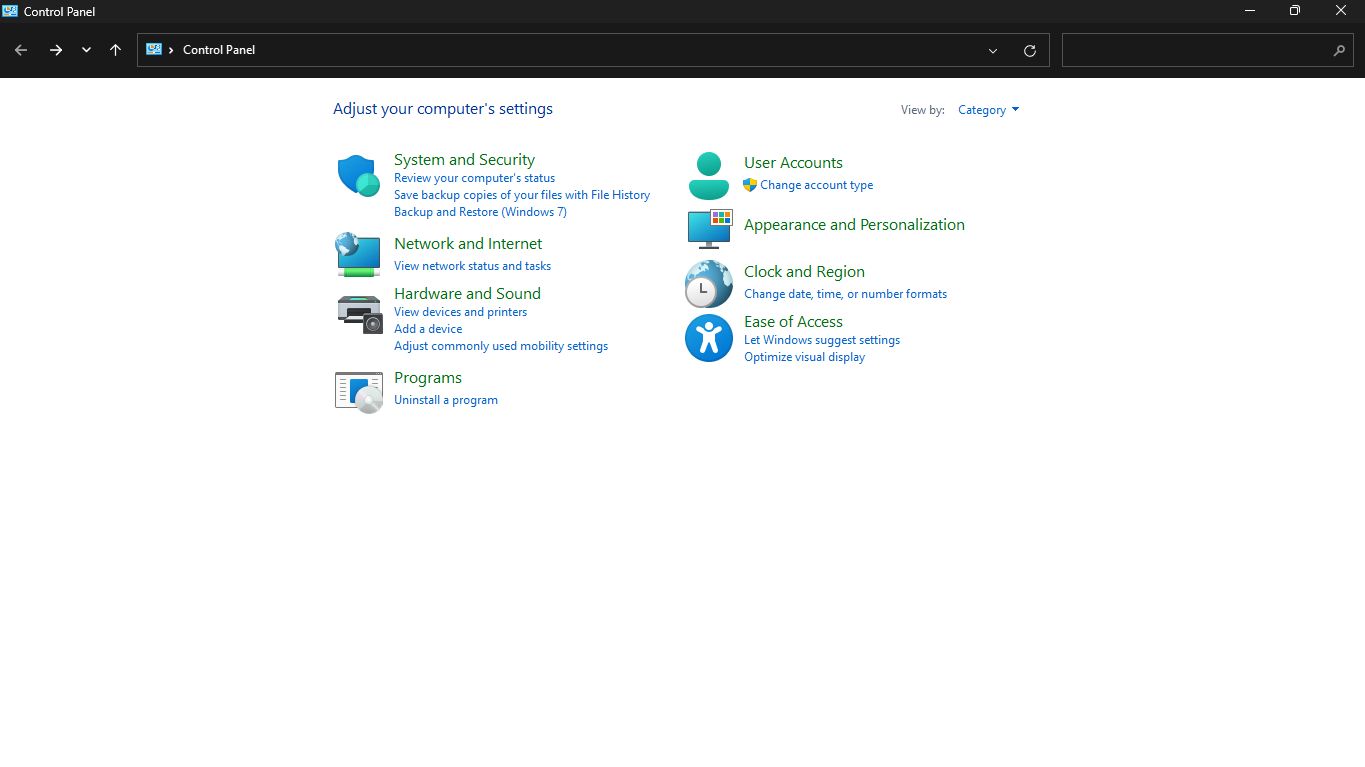 Control Panel
Control Panel
Adjust your computer's settings
View by: Category
System and Security
Review your computer's status
Save backup copies of your files with File History
Backup and Restore (Windows 7)
Network and Internet
View network status and tasks
Hardware and Sound
View devices and printers
Add a device
Adjust commonly used mobility settings
Programs
Uninstall a program
User Accounts
Change account type
Appearance and Personalization
Clock and Region
Change date, time, or number formats
Ease of Access
Let Windows suggest settings
Optimize visual display